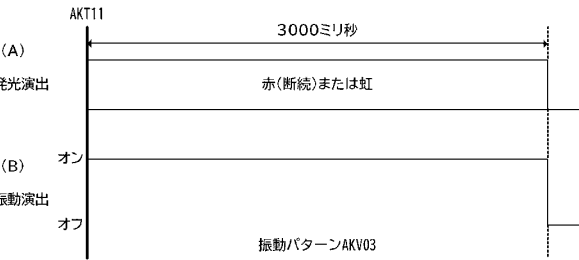 AKT11
3000ミリ秒
(A)
発光演出
赤(断続)または虹
オン
(B)
振動演出
オフ
振動パターンAKV03